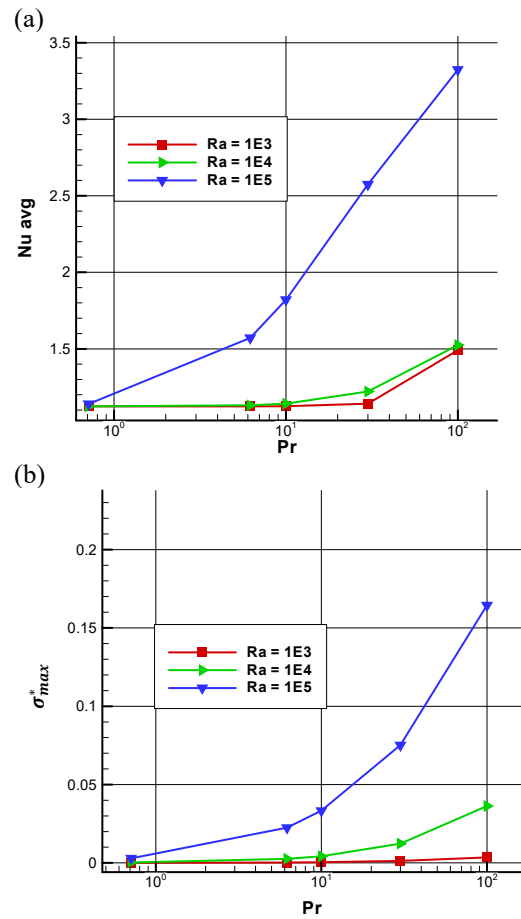 (a)
3.5
3
2.5
2
1.5
Nu avg
Ra = 1E3
Ra = 1E4
Ra = 1E5
10⁰
10¹
10²
Pr
(b)
0.2
0.15
0.1
0.05
0
σ*max
Ra = 1E3
Ra = 1E4
Ra = 1E5
10⁰
10¹
10²
Pr